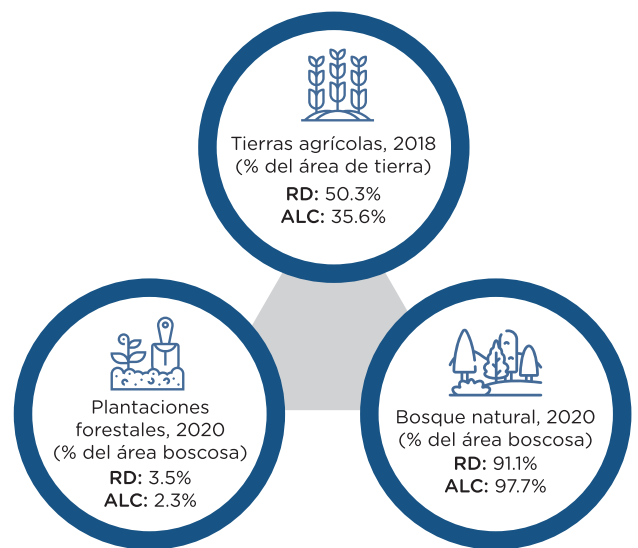 Tierras agrícolas, 2018
(% del área de tierra)
RD: 50.3%
ALC: 35.6%
Plantaciones
forestales, 2020
(% del área boscosa)
RD: 3.5%
ALC: 2.3%
Bosque natural, 2020
(% del área boscosa)
RD: 91.1%
ALC: 97.7%